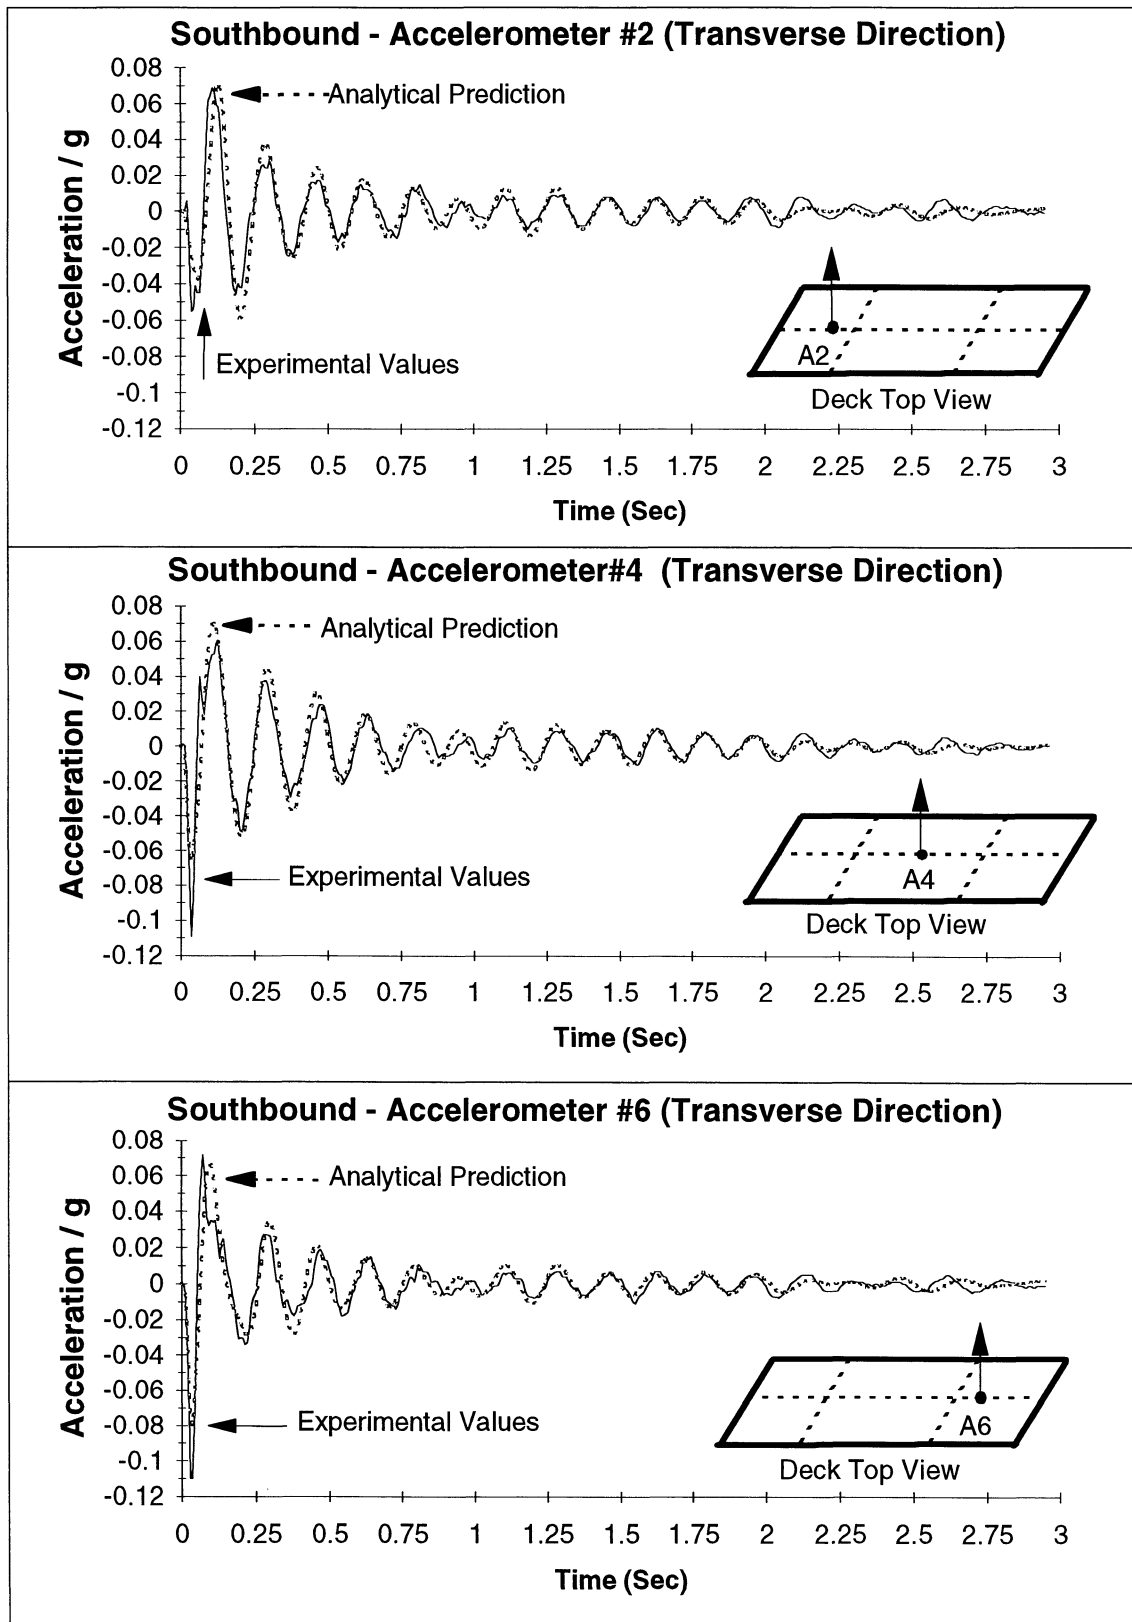 Southbound - Accelerometer #2 (Transverse Direction)
0.08
0.06
0.04
0.02
0
-0.02
-0.04
-0.06
-0.08
-0.1
-0.12
Acceleration / g
Analytical Prediction
Experimental Values
A2
Deck Top View
0 0.25 0.5 0.75 1 1.25 1.5 1.75 2 2.25 2.5 2.75 3
Time (Sec)
Southbound - Accelerometer#4 (Transverse Direction)
0.08
0.06
0.04
0.02
0
-0.02
-0.04
-0.06
-0.08
-0.1
-0.12
Acceleration / g
Analytical Prediction
Experimental Values
A4
Deck Top View
0 0.25 0.5 0.75 1 1.25 1.5 1.75 2 2.25 2.5 2.75 3
Time (Sec)
Southbound - Accelerometer #6 (Transverse Direction)
0.08
0.06
0.04
0.02
0
-0.02
-0.04
-0.06
-0.08
-0.1
-0.12
Acceleration / g
Analytical Prediction
Experimental Values
A6
Deck Top View
0 0.25 0.5 0.75 1 1.25 1.5 1.75 2 2.25 2.5 2.75 3
Time (Sec)